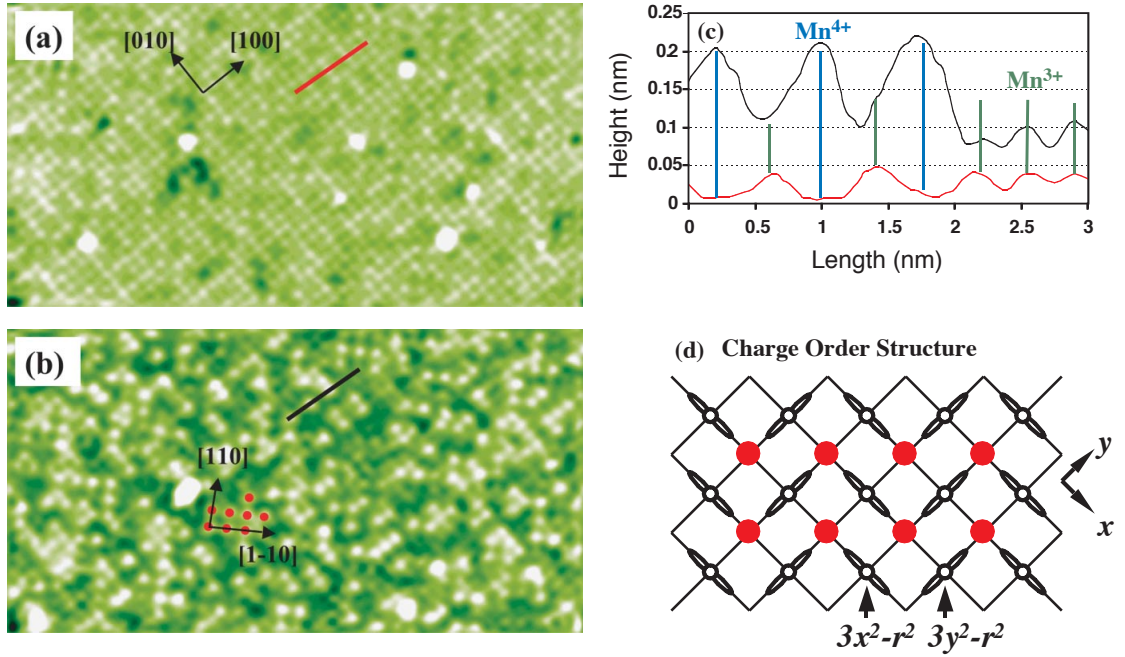 (a)
[010]
[100]
(b)
[110]
[1-10]
(c)
Mn⁴⁺
Mn³⁺
Height (nm)
0.25
0.2
0.15
0.1
0.05
0
0 0.5 1 1.5 2 2.5 3
Length (nm)
(d) Charge Order Structure
y
x
3x²-r² 3y²-r²